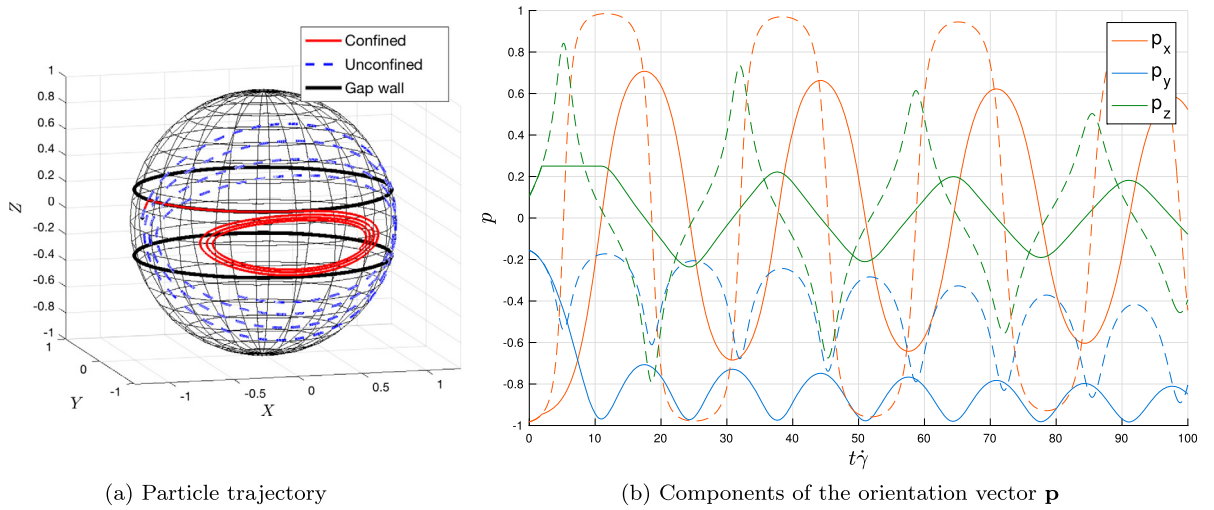 Confined
Unconfined
Gap wall
1
0.8
0.6
0.4
0.2
0
-0.2
-0.4
-0.6
-0.8
-1
Z
1
0
-1
Y
-1
-0.5
0
0.5
1
X
(a) Particle trajectory
1
0.8
0.6
0.4
0.2
0
-0.2
-0.4
-0.6
-0.8
-1
p
p_x
p_y
p_z
0 10 20 30 40 50 60 70 80 90 100
tγ̇
(b) Components of the orientation vector p